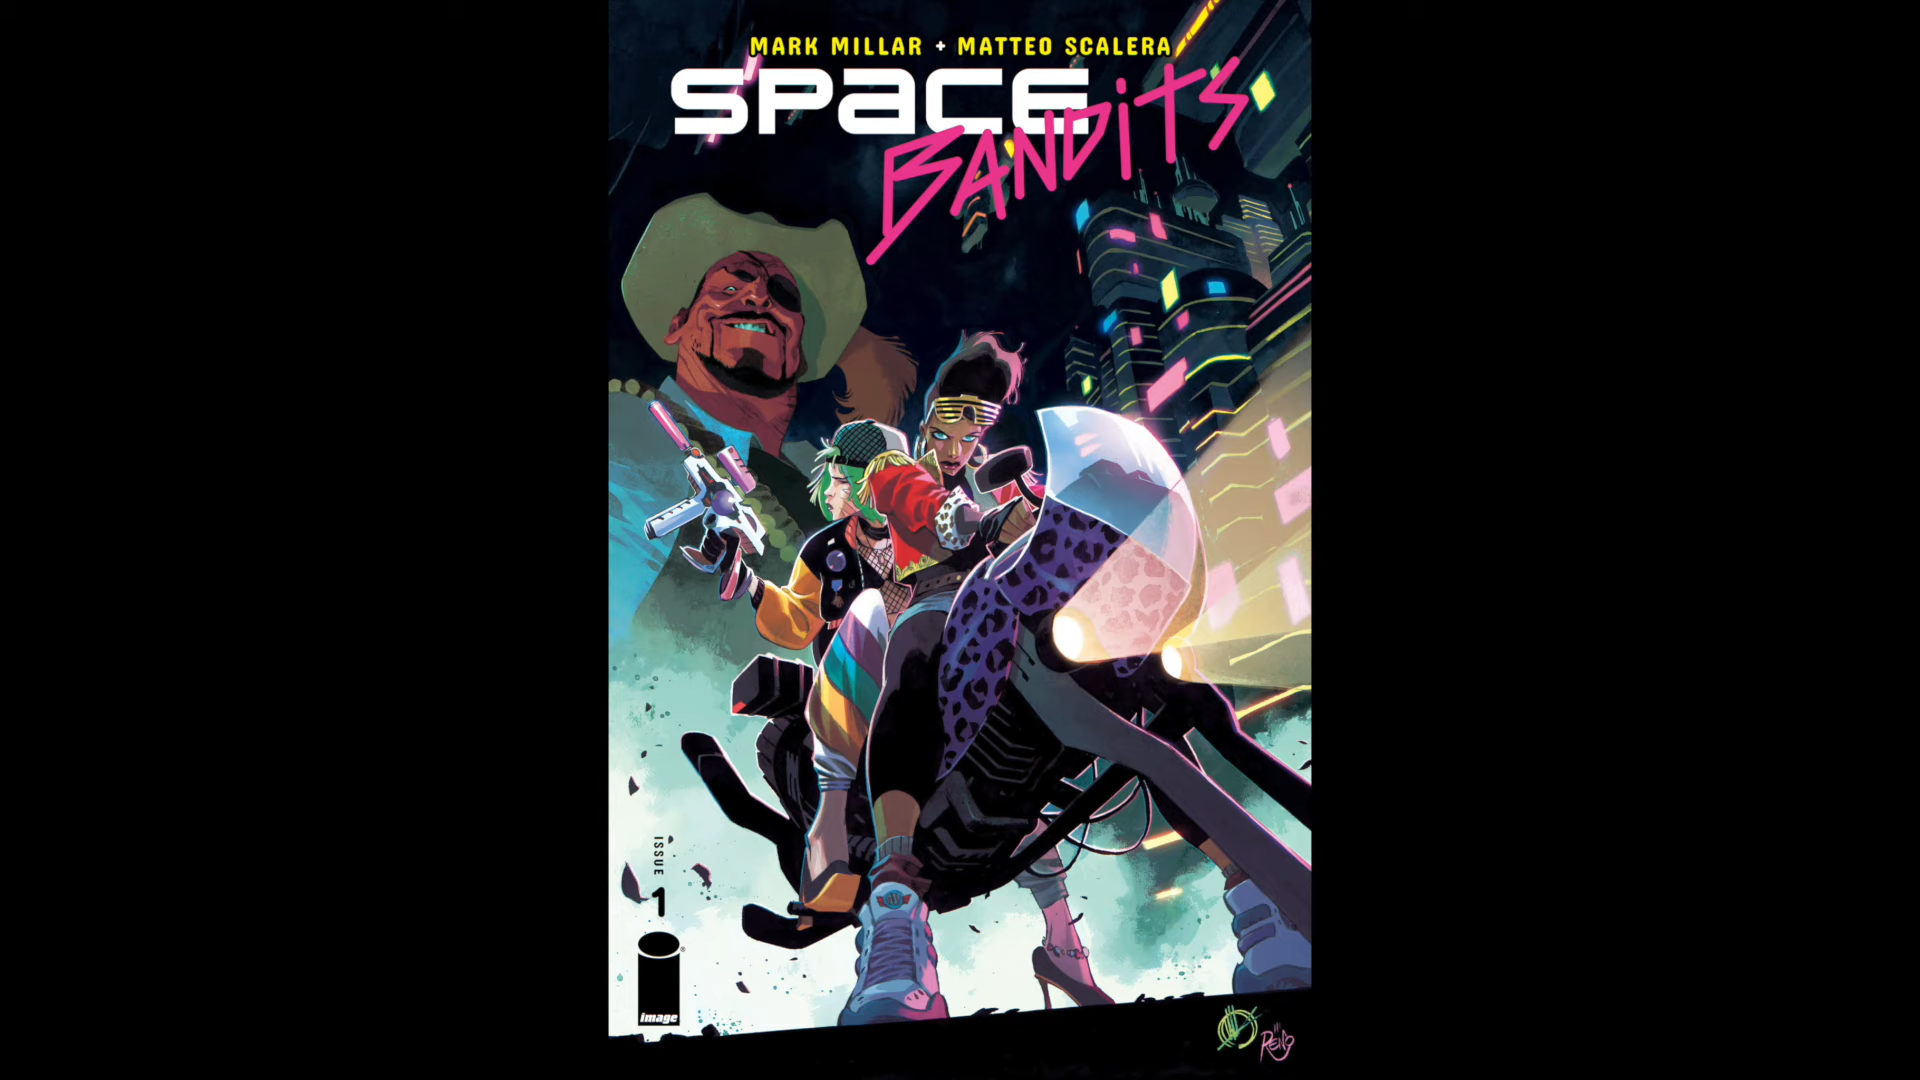 MARK MILLAR + MATTEO SCALERA
SPACE
BANDITS
ISSUE
1
image